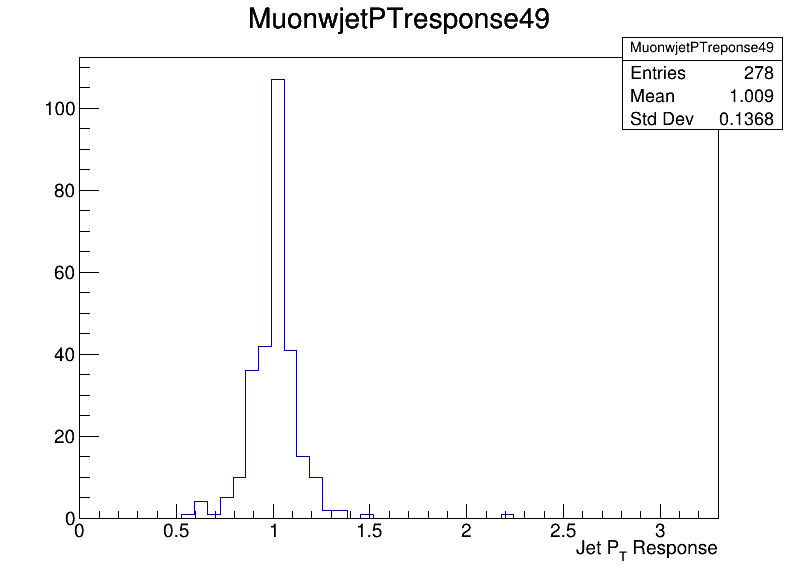 MuonwjetPTresponse49
MuonwjetPTreponse49
Entries 278
Mean 1.009
Std Dev 0.1368
100
80
60
40
20
0
0 0.5 1 1.5 2 2.5 3
Jet P_T Response